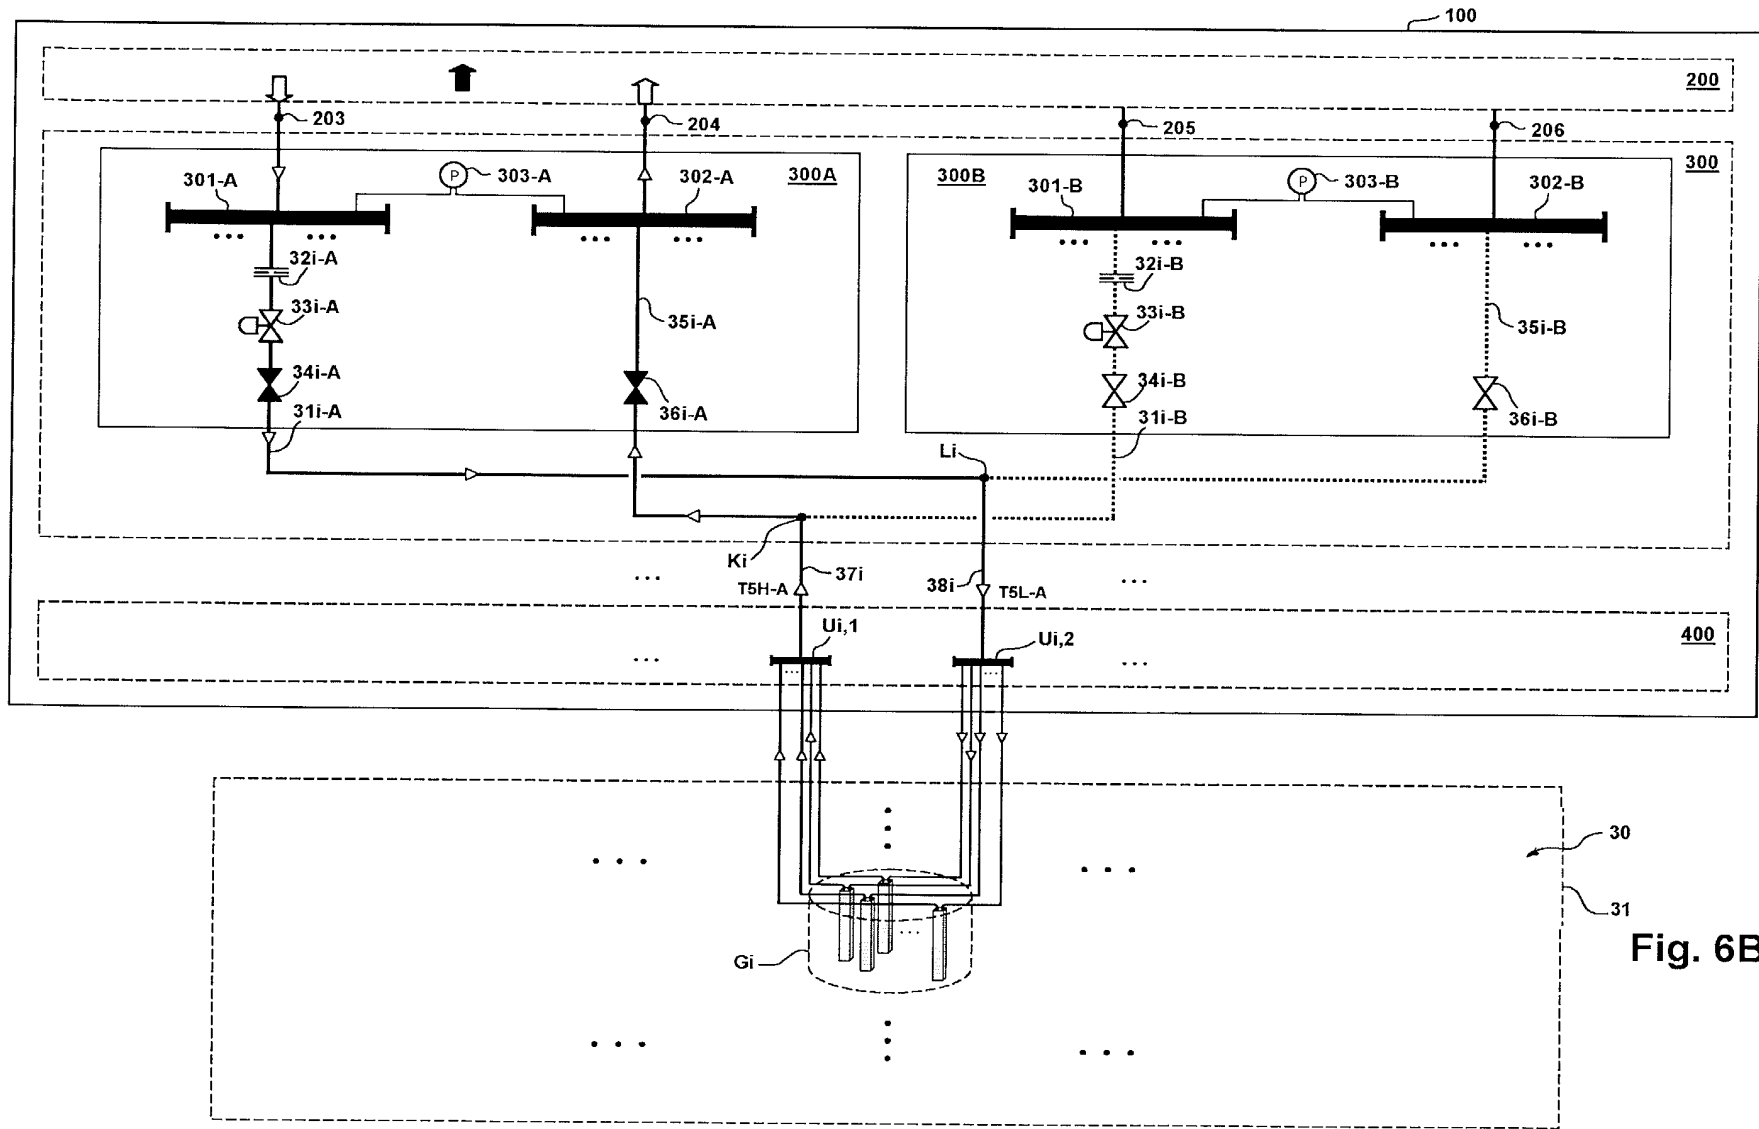 100
200
203
204
205
206
300A
300B
300
301-A
P
303-A
302-A
301-B
P
303-B
302-B
32i-A
32i-B
33i-A
35i-A
33i-B
35i-B
34i-A
36i-A
34i-B
36i-B
31i-A
31i-B
Li
Ki
37i
38i
T5H-A
T5L-A
Ui,1
Ui,2
400
30
31
Gi
Fig. 6B